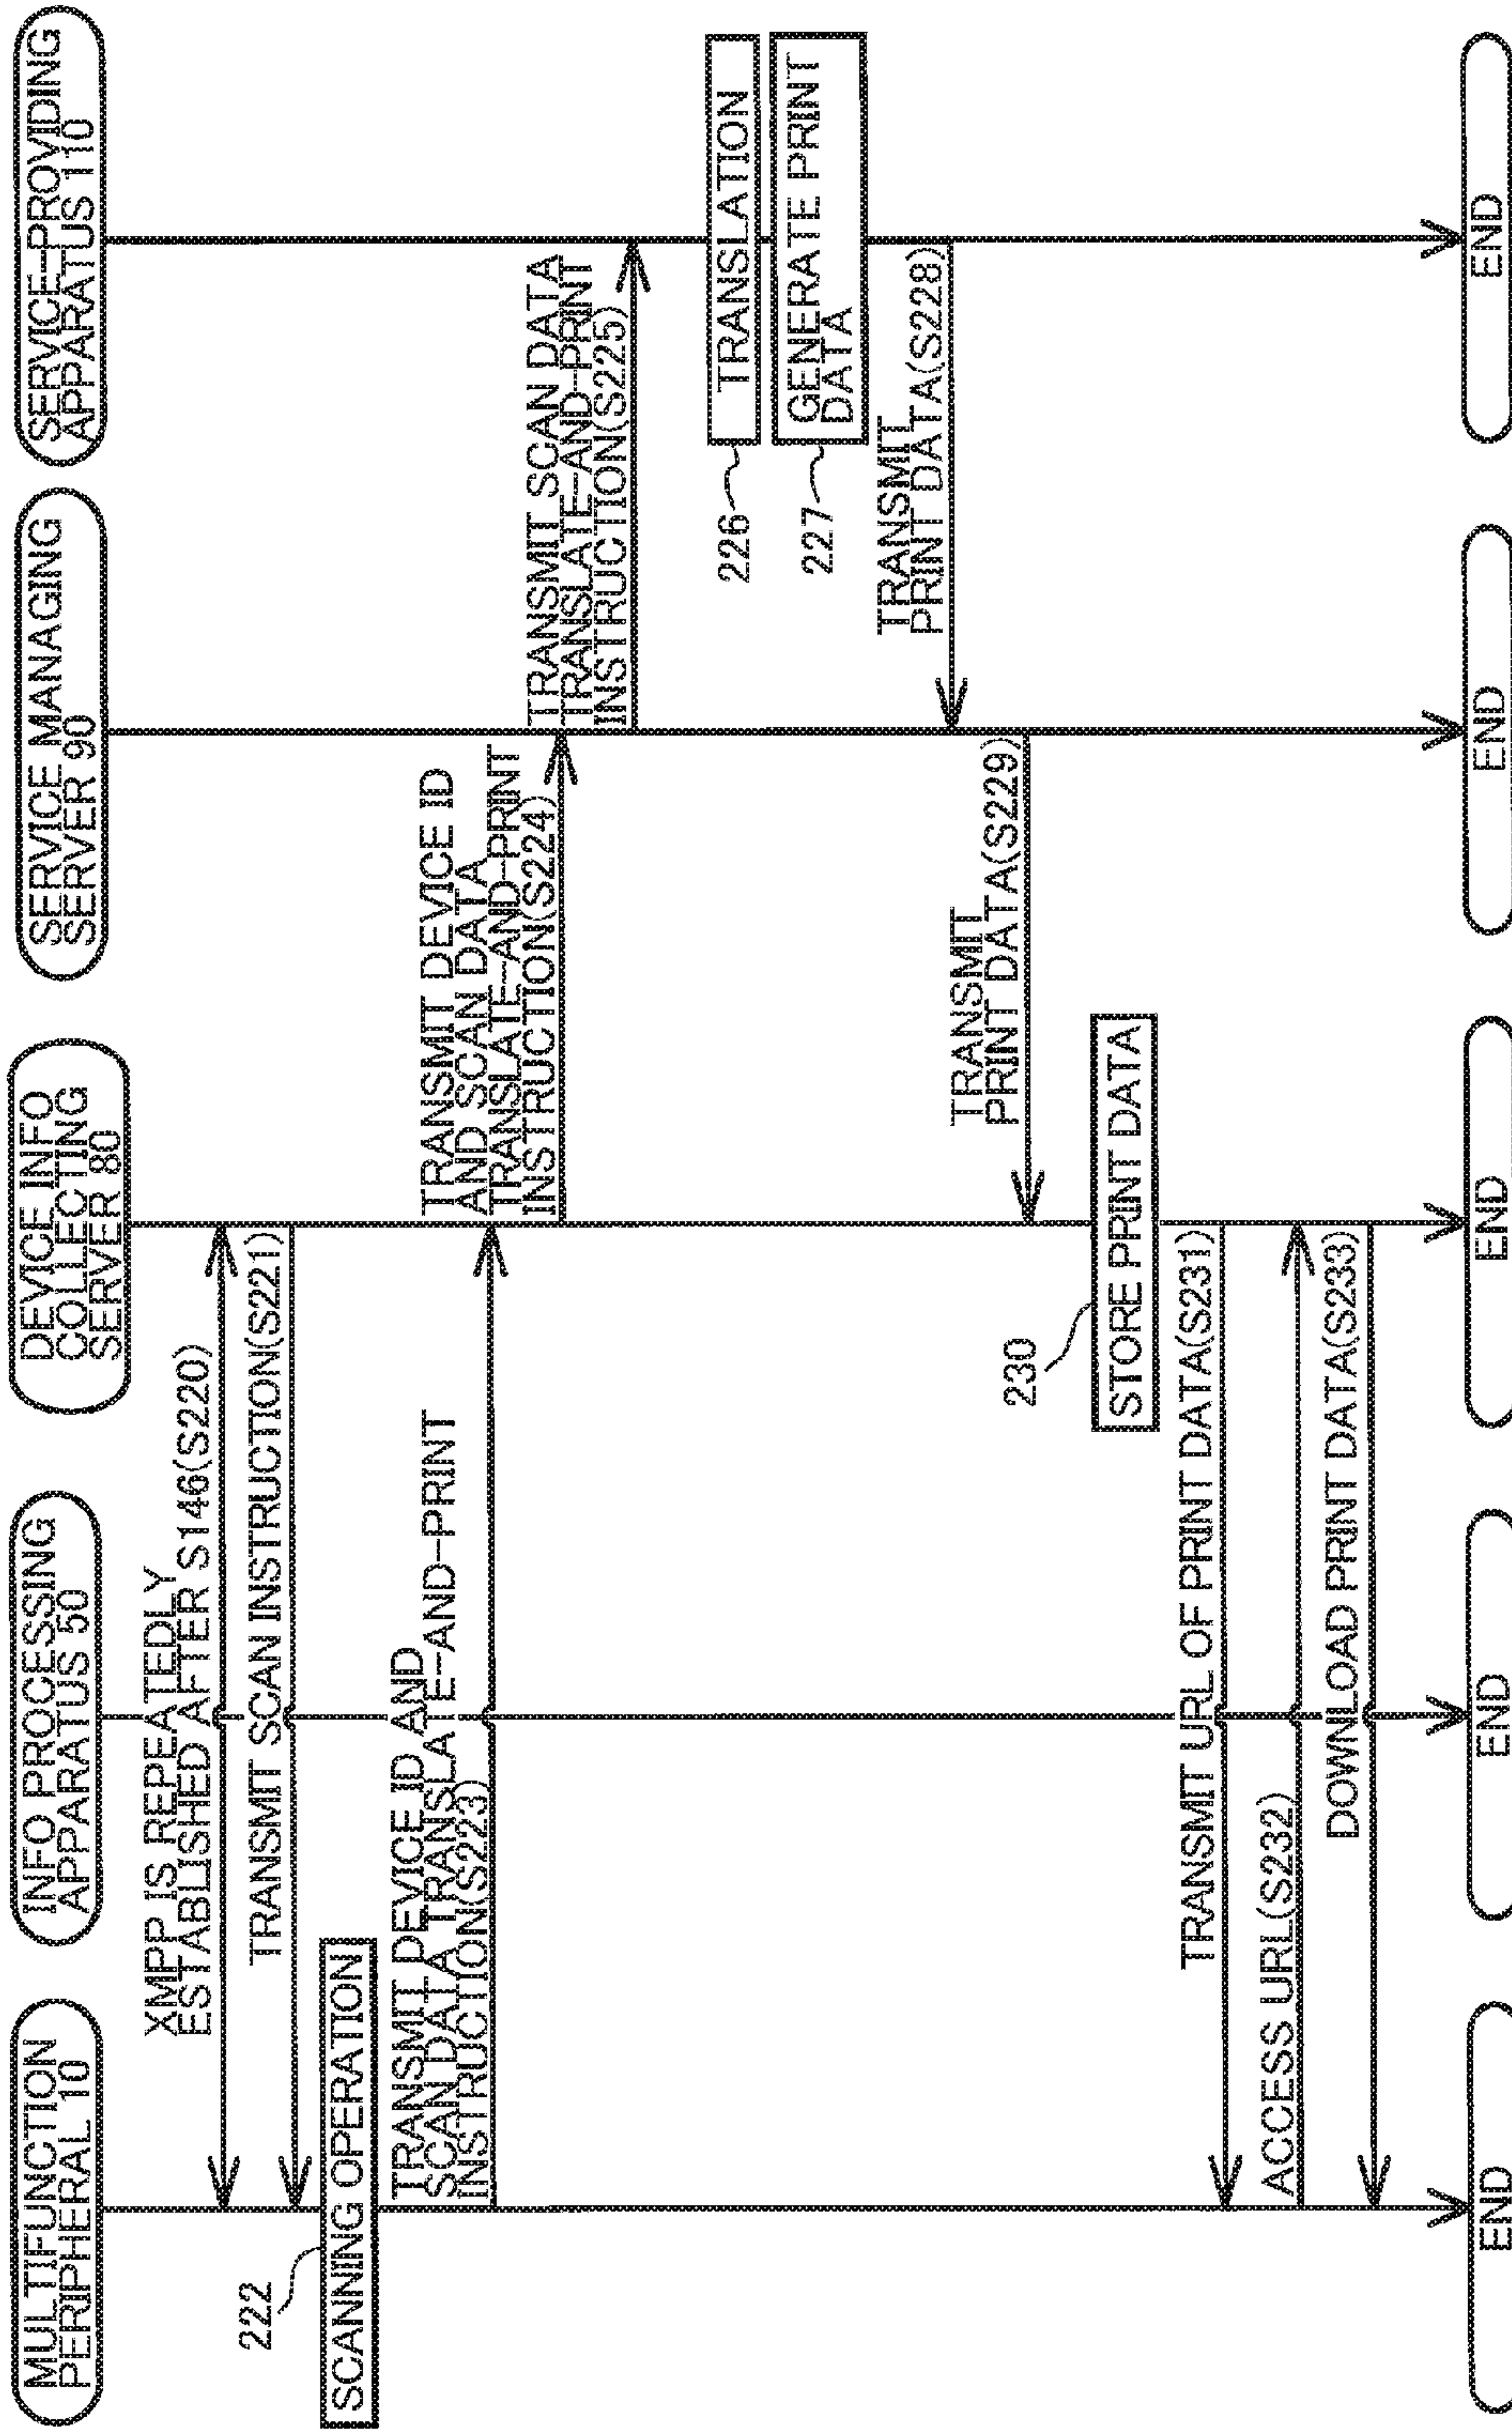 MULTIFUNCTION
PERIPHERAL 10
INFO PROCESSING
APPARATUS 50
DEVICE INFO
COLLECTING
SERVER 80
SERVICE MANAGING
SERVER 90
SERVICE-PROVIDING
APPARATUS 110
XMPP IS REPEATEDLY
ESTABLISHED AFTER S146(S220)
TRANSMIT SCAN INSTRUCTION(S221)
222
SCANNING OPERATION
TRANSMIT DEVICE ID AND
SCAN DATA TRANSLATE-AND-PRINT
INSTRUCTION(S223)
TRANSMIT DEVICE ID
AND SCAN DATA
TRANSLATE-AND-PRINT
INSTRUCTION(S224)
TRANSMIT SCAN DATA
TRANSLATE-AND-PRINT
INSTRUCTION(S225)
226
TRANSLATION
227
GENERATE PRINT
DATA
TRANSMIT
PRINT DATA(S228)
TRANSMIT
PRINT DATA(S229)
230
STORE PRINT DATA
TRANSMIT URL OF PRINT DATA(S231)
ACCESS URL(S232)
DOWNLOAD PRINT DATA(S233)
END
END
END
END
END